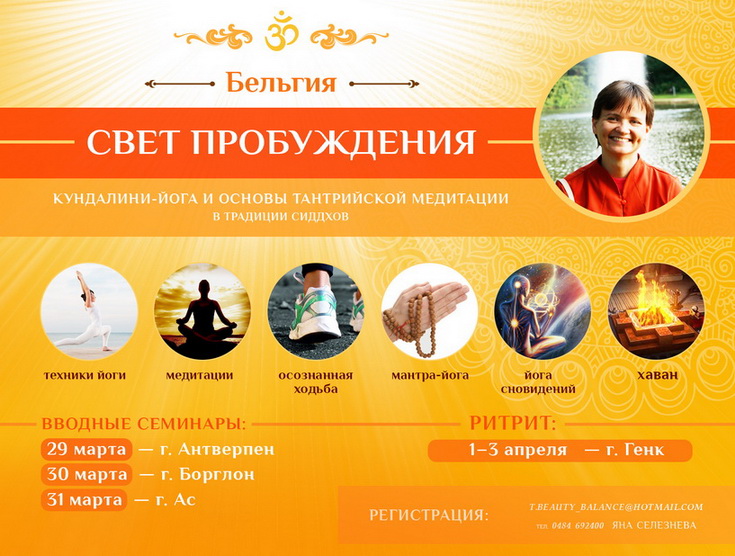 ॐ
Бельгия
СВЕТ ПРОБУЖДЕНИЯ
КУНДАЛИНИ-ЙОГА И ОСНОВЫ ТАНТРИЙСКОЙ МЕДИТАЦИИ
В ТРАДИЦИИ СИДДХОВ
техники йоги
медитации
осознанная
ходьба
мантра-йога
йога
сновидений
хаван
ВВОДНЫЕ СЕМИНАРЫ:
29 марта — г. Антверпен
30 марта — г. Борглон
31 марта — г. Ас
РИТРИТ:
1–3 апреля — г. Генк
РЕГИСТРАЦИЯ:
T.BEAUTY_BALANCE@HOTMAIL.COM
ТЕЛ. 0484 692400 ЯНА СЕЛЕЗНЕВА